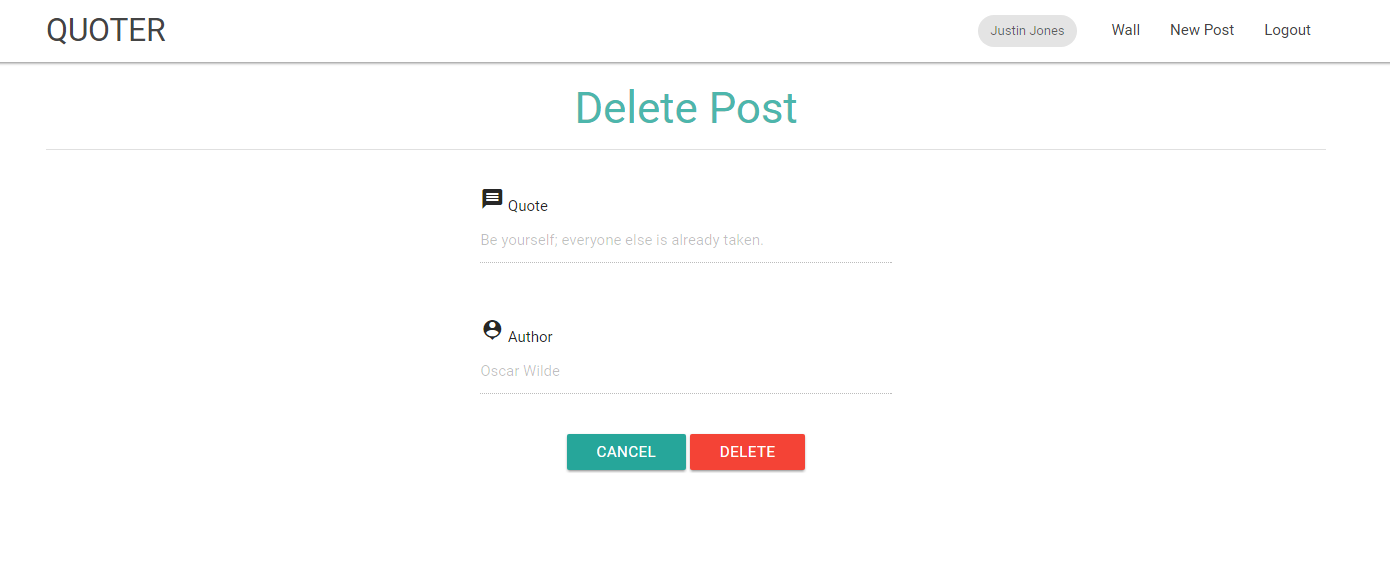 QUOTER
Justin Jones Wall New Post Logout
Delete Post
Quote
Be yourself; everyone else is already taken.
Author
Oscar Wilde
CANCEL DELETE